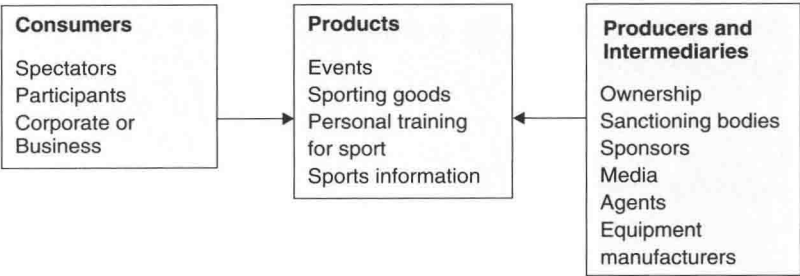 Consumers
Spectators
Participants
Corporate or
Business
Products
Events
Sporting goods
Personal training
for sport
Sports information
Producers and
Intermediaries
Ownership
Sanctioning bodies
Sponsors
Media
Agents
Equipment
manufacturers